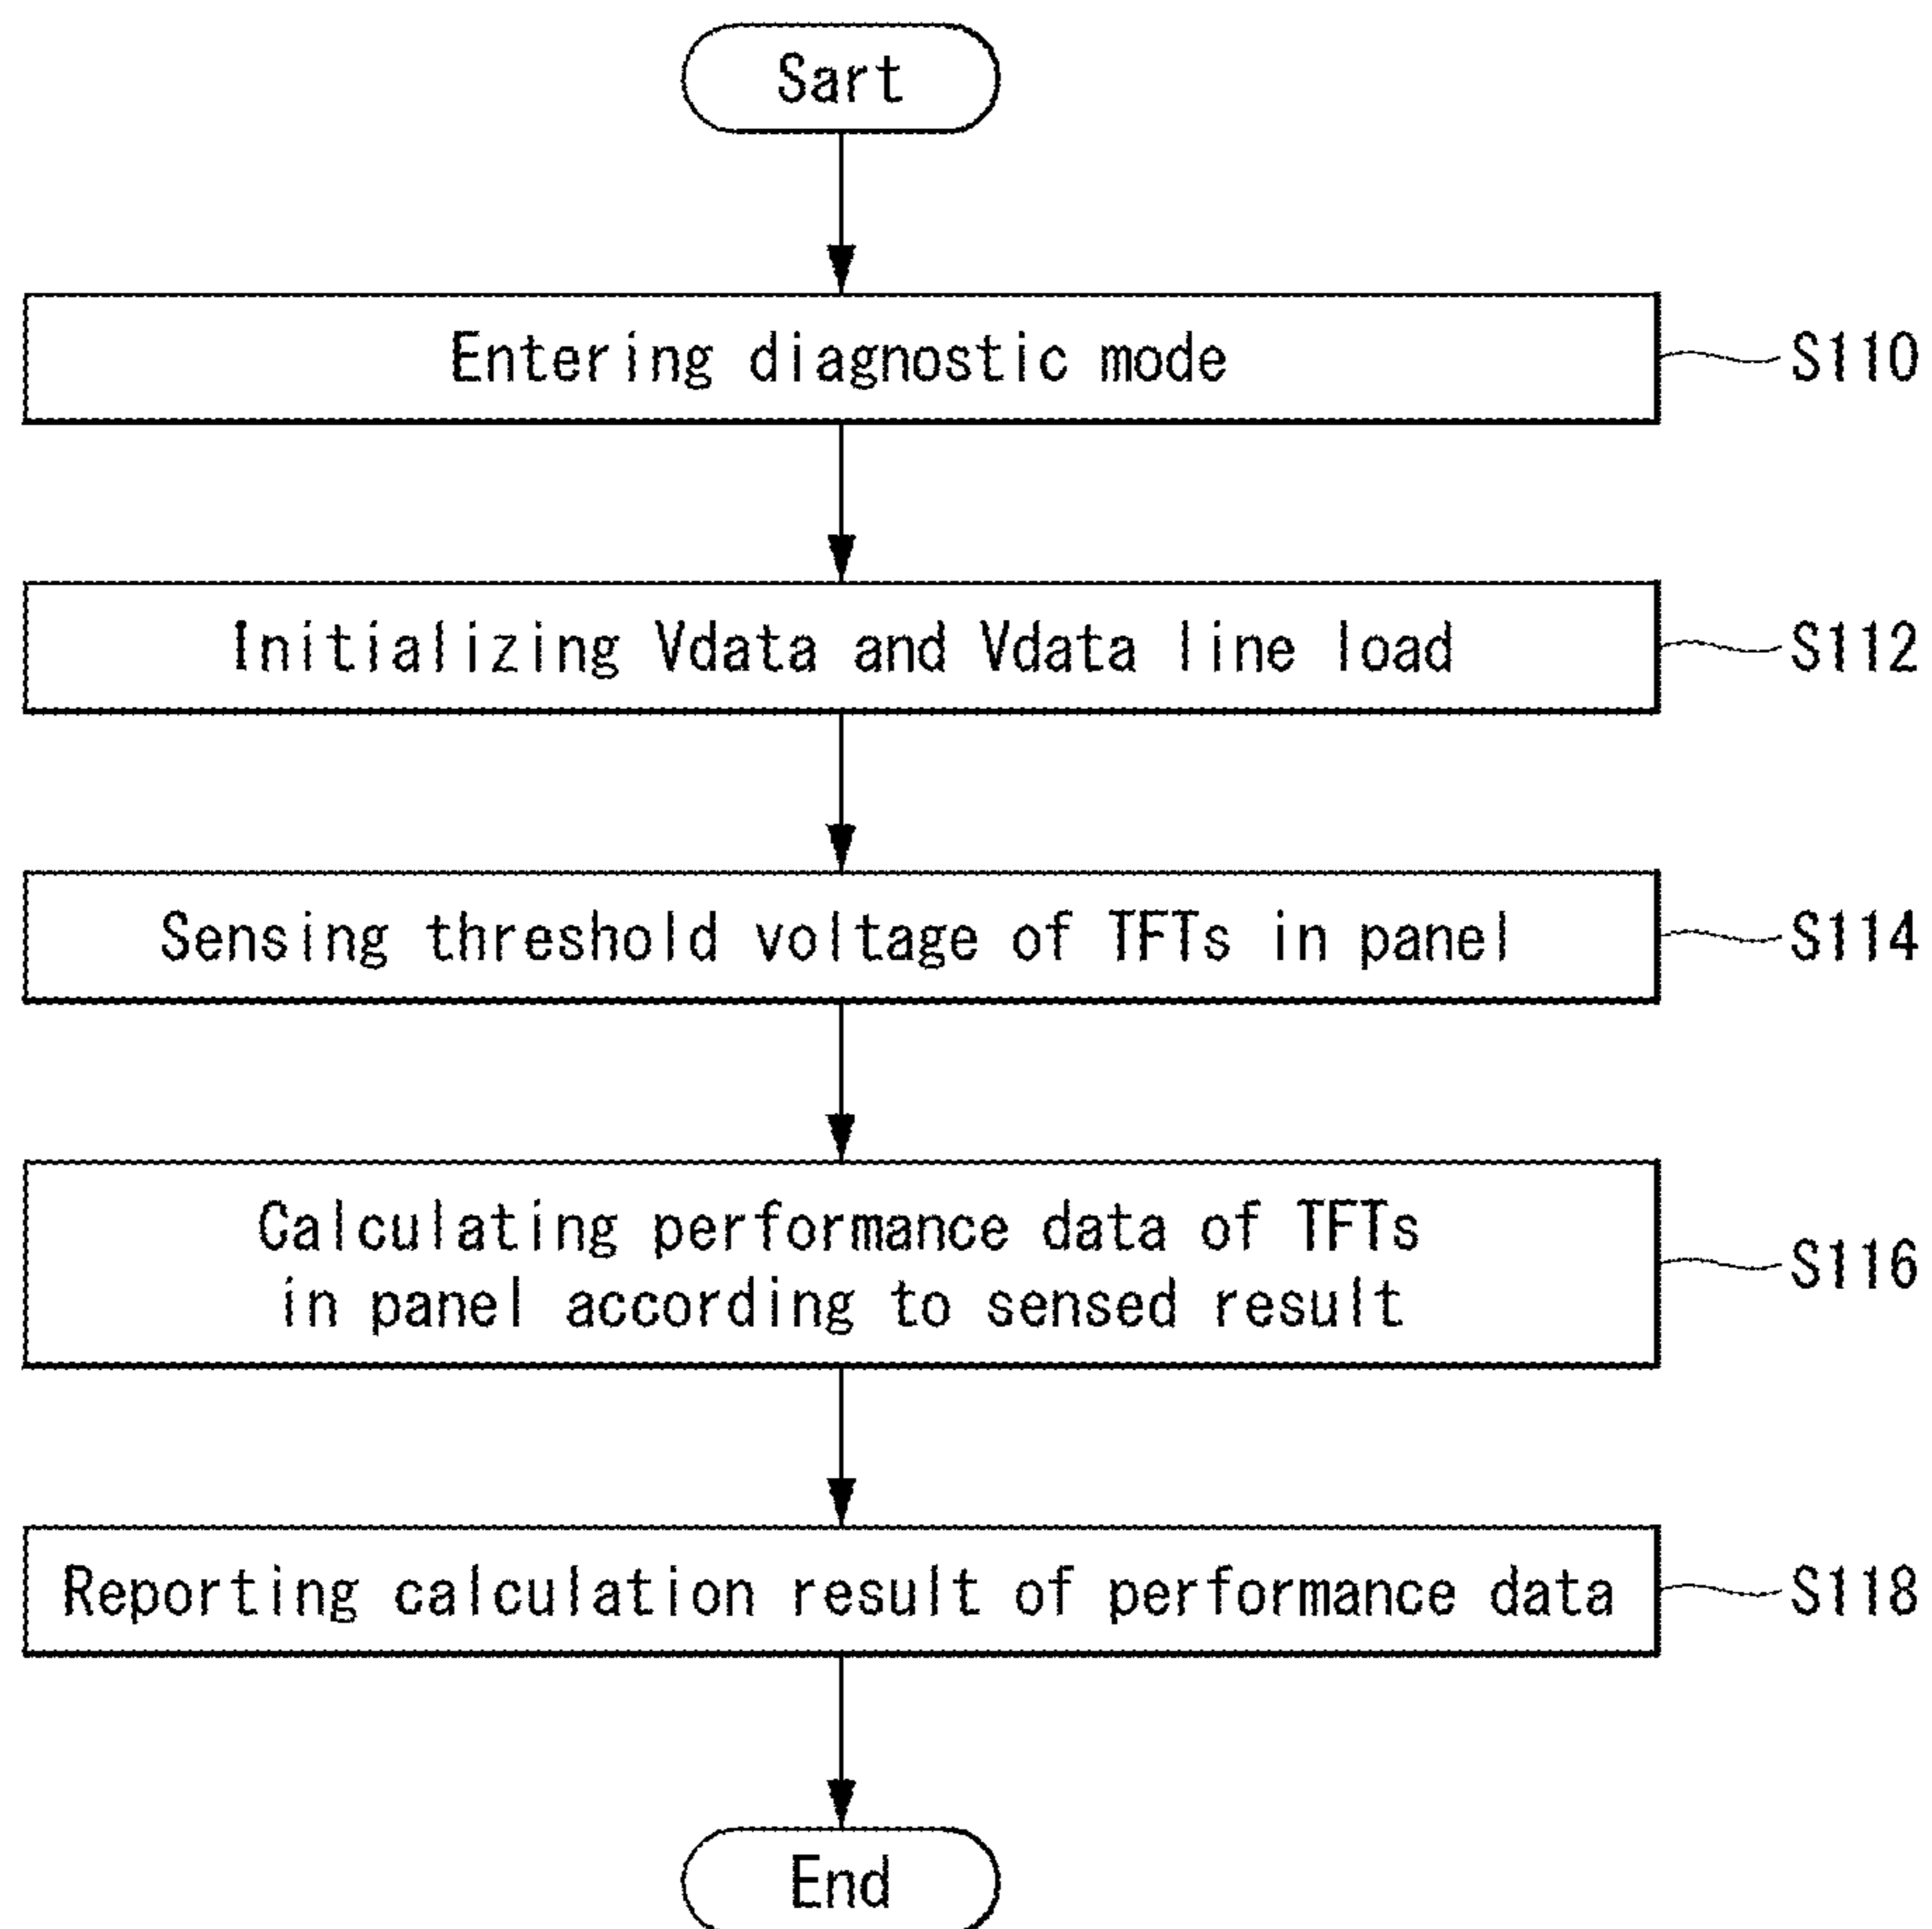 Sart
Entering diagnostic mode
S110
Initializing Vdata and Vdata line load
S112
Sensing threshold voltage of TFTs in panel
S114
Calculating performance data of TFTs
in panel according to sensed result
S116
Reporting calculation result of performance data
S118
End